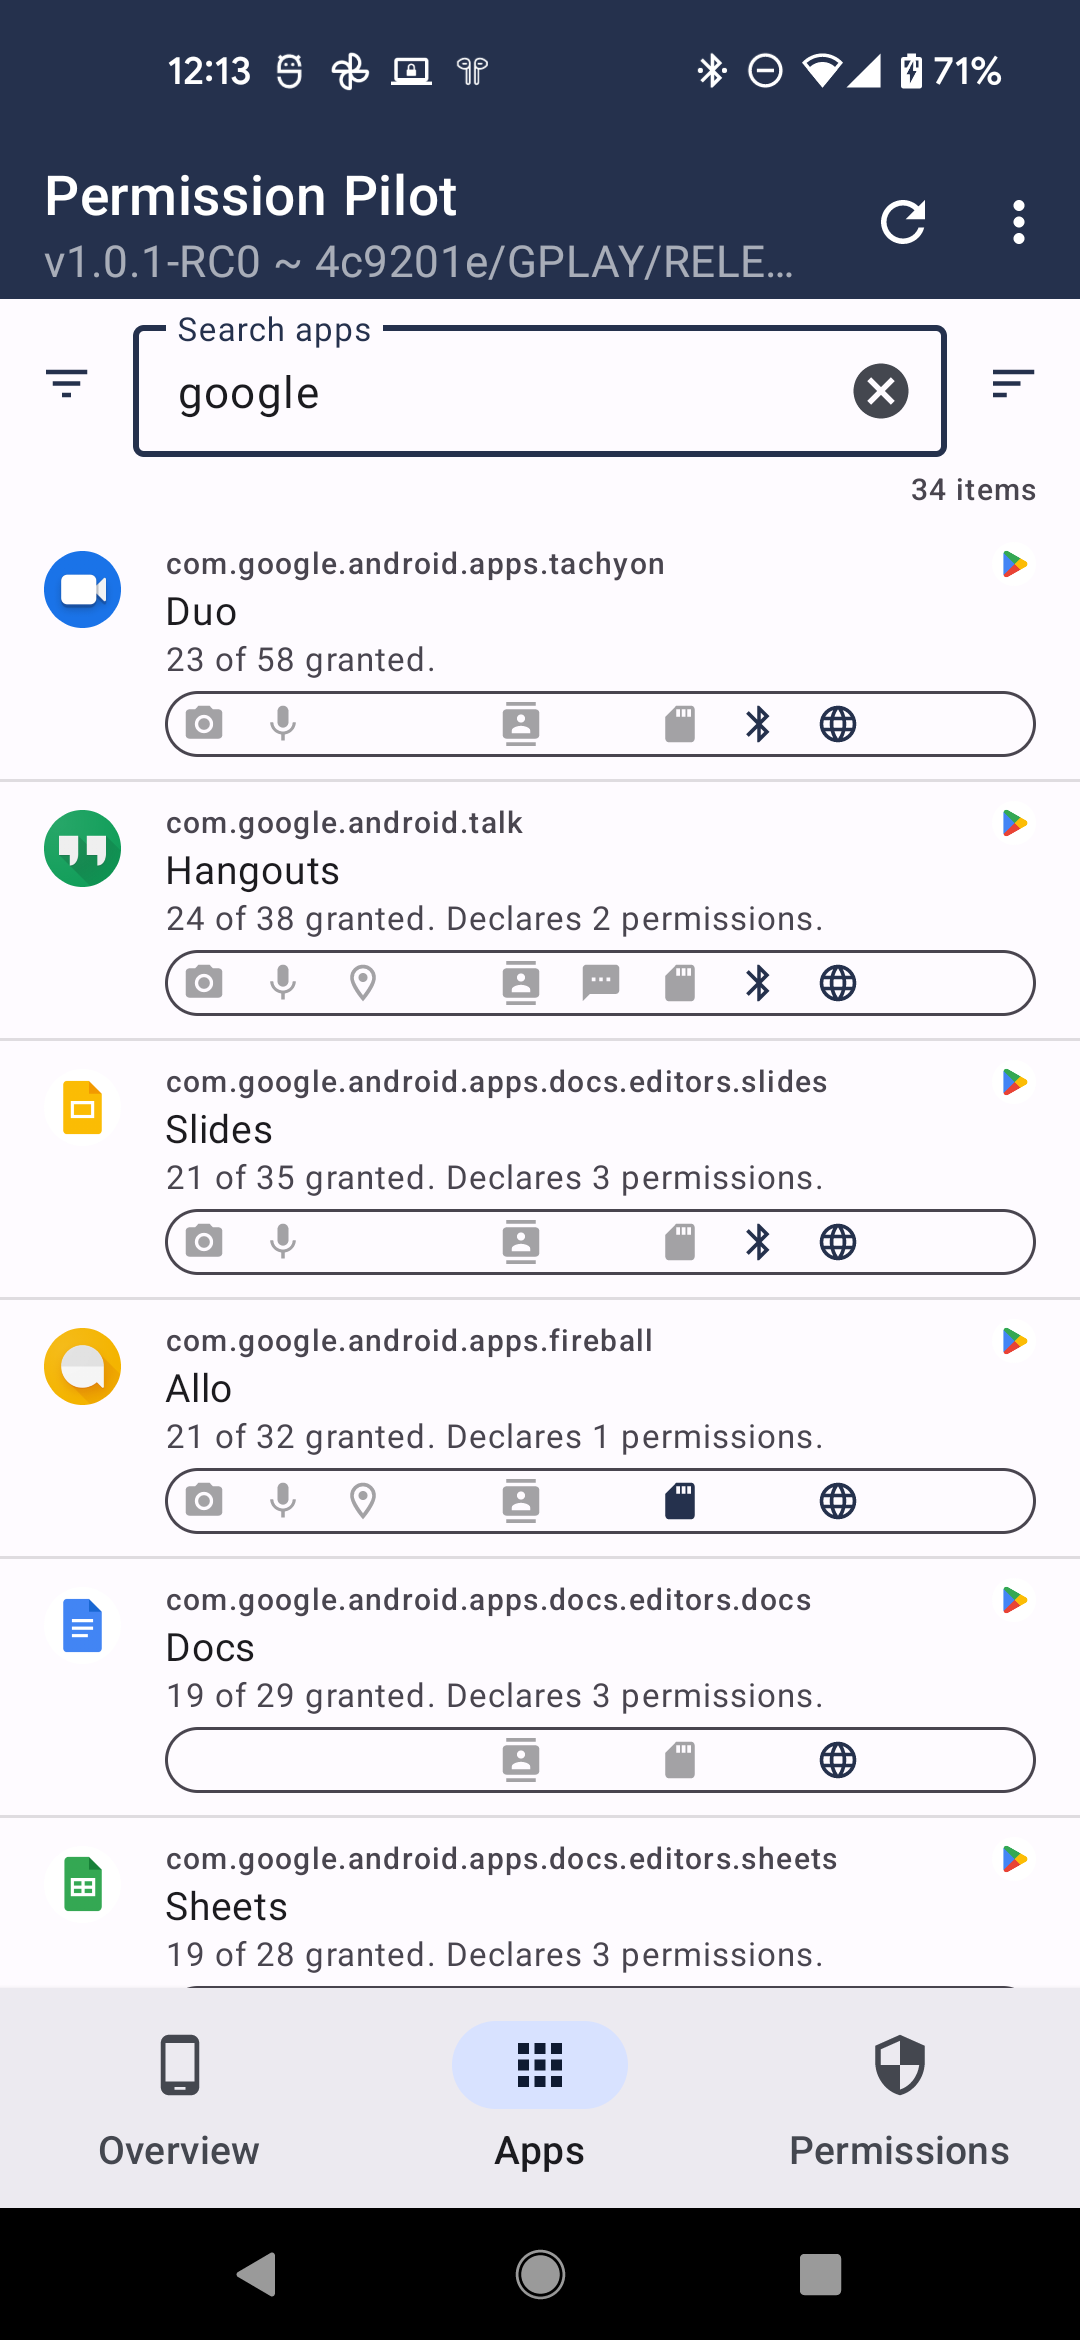 12:13
71%
Permission Pilot
v1.0.1-RC0 ~ 4c9201e/GPLAY/RELE...
Search apps
google
34 items
com.google.android.apps.tachyon
Duo
23 of 58 granted.
com.google.android.talk
Hangouts
24 of 38 granted. Declares 2 permissions.
com.google.android.apps.docs.editors.slides
Slides
21 of 35 granted. Declares 3 permissions.
com.google.android.apps.fireball
Allo
21 of 32 granted. Declares 1 permissions.
com.google.android.apps.docs.editors.docs
Docs
19 of 29 granted. Declares 3 permissions.
com.google.android.apps.docs.editors.sheets
Sheets
19 of 28 granted. Declares 3 permissions.
Overview
Apps
Permissions